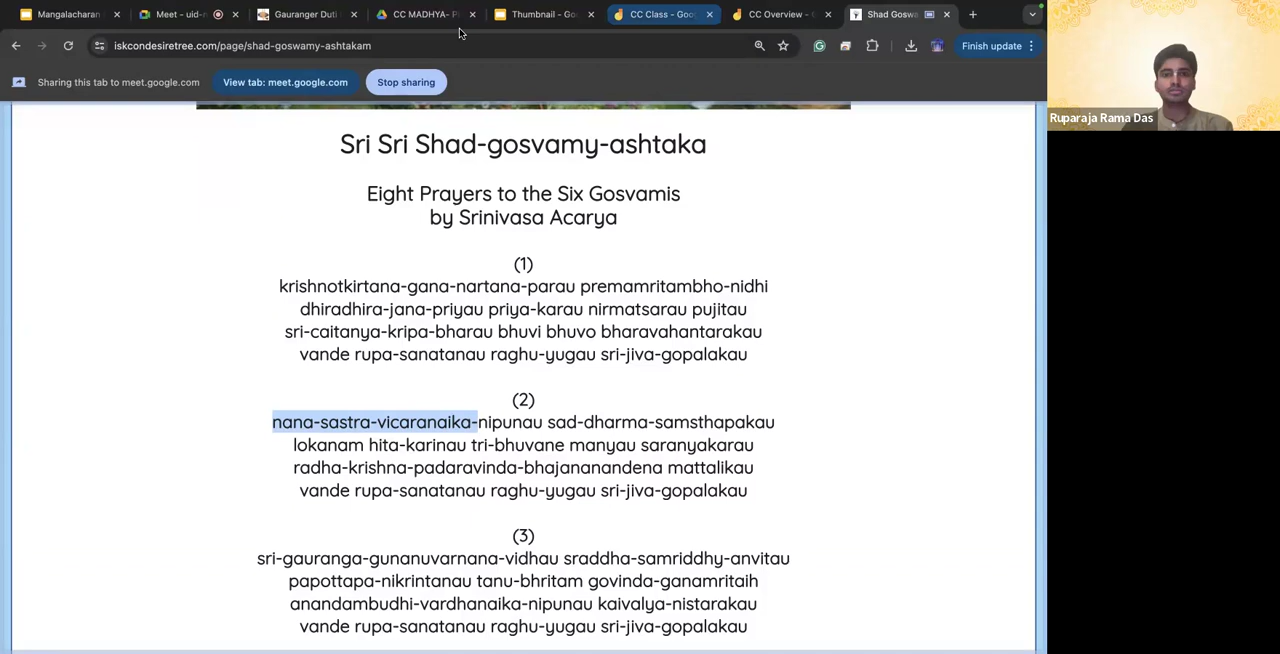 Mangalacharan
Meet - uid-n
Gauranger Duti
CC MADHYA- P
Thumbnail - Go
CC Class - Goo
CC Overview - G
Shad Goswa
iskcondesiretree.com/page/shad-goswamy-ashtakam
Finish update
Sharing this tab to meet.google.com
View tab: meet.google.com
Stop sharing
Ruparaja Rama Das
Sri Sri Shad-gosvamy-ashtaka
Eight Prayers to the Six Gosvamis
by Srinivasa Acarya
(1)
krishnotkirtana-gana-nartana-parau premamritambho-nidhi
dhiradhira-jana-priyau priya-karau nirmatsarau pujitau
sri-caitanya-kripa-bharau bhuvi bhuvo bharavahantarakau
vande rupa-sanatanau raghu-yugau sri-jiva-gopalakau
(2)
nana-sastra-vicaranaika-nipunau sad-dharma-samsthapakau
lokanam hita-karinau tri-bhuvane manyau saranyakarau
radha-krishna-padaravinda-bhajananandena mattalikau
vande rupa-sanatanau raghu-yugau sri-jiva-gopalakau
(3)
sri-gauranga-gunanuvarnana-vidhau sraddha-samriddhy-anvitau
papottapa-nikrintanau tanu-bhritam govinda-ganamritaih
anandambudhi-vardhanaika-nipunau kaivalya-nistarakau
vande rupa-sanatanau raghu-yugau sri-jiva-gopalakau